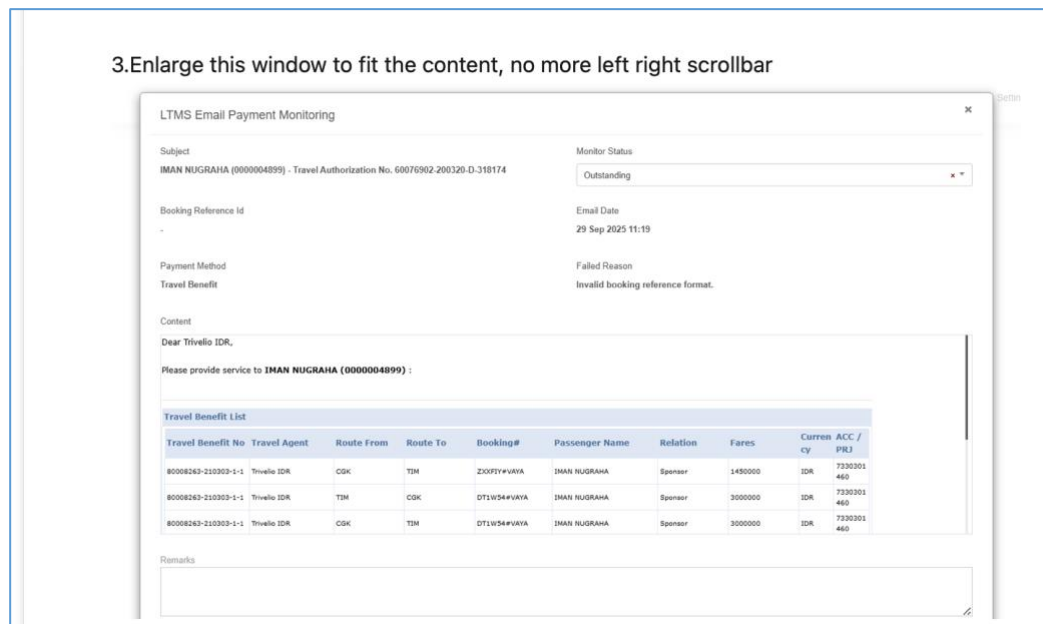 3.Enlarge this window to fit the content, no more left right scrollbar
Settin
LTMS Email Payment Monitoring ×
Subject Monitor Status
IMAN NUGRAHA (0000004899) - Travel Authorization No. 60076902-200320-D-318174 Outstanding ×
Booking Reference Id Email Date
- 29 Sep 2025 11:19
Payment Method Failed Reason
Travel Benefit Invalid booking reference format.
Content
Dear Trivelio IDR,
Please provide service to IMAN NUGRAHA (0000004899) :
Travel Benefit List
Travel Benefit No Travel Agent Route From Route To Booking# Passenger Name Relation Fares Curren cy ACC / PRJ
80008263-210303-1-1 Trivelio IDR CGK TIM ZXXFIY#VAYA IMAN NUGRAHA Sponsor 1490000 IDR 7330301 460
80008263-210303-1-1 Trivelio IDR TIM CGK DT1W54#VAYA IMAN NUGRAHA Sponsor 3000000 IDR 7330301 460
80008263-210303-1-1 Trivelio IDR CGK TIM DT1W54#VAYA IMAN NUGRAHA Sponsor 3000000 IDR 7330301 460
Remarks